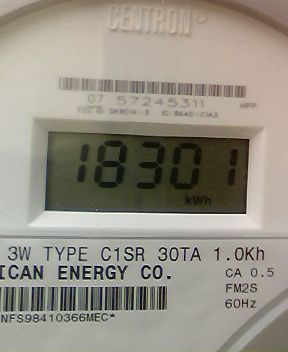 CENTRON
07 57245311
HPP
18301
kWh
3W TYPE C1SR 30TA 1.0Kh
ICAN ENERGY CO.
CA 0.5
FM2S
60Hz
NFS98410366MEC*